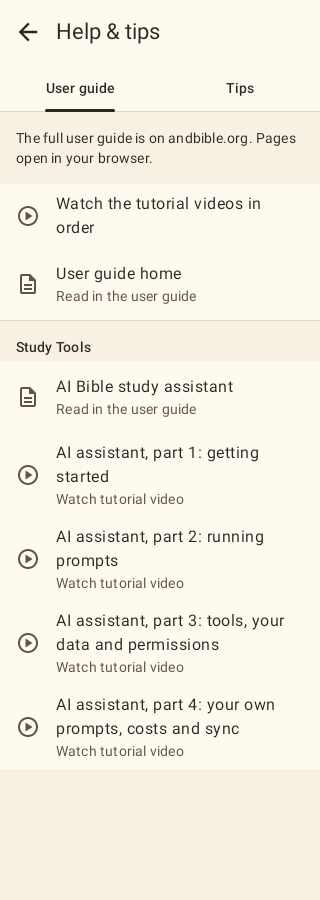 Help & tips
User guide
Tips
The full user guide is on andbible.org. Pages
open in your browser.
Watch the tutorial videos in
order
User guide home
Read in the user guide
Study Tools
AI Bible study assistant
Read in the user guide
AI assistant, part 1: getting
started
Watch tutorial video
AI assistant, part 2: running
prompts
Watch tutorial video
AI assistant, part 3: tools, your
data and permissions
Watch tutorial video
AI assistant, part 4: your own
prompts, costs and sync
Watch tutorial video